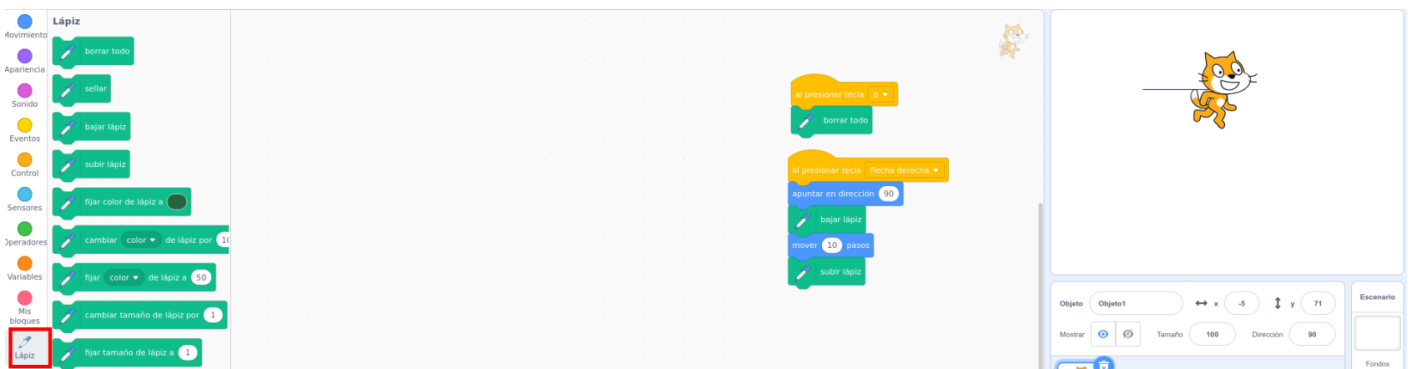 Lápiz
Movimiento
Apariencia
Sonido
Eventos
Control
Sensores
Operadores
Variables
Mis
bloques
Lápiz
borrar todo
sellar
bajar lápiz
subir lápiz
fijar color de lápiz a
cambiar color de lápiz por 10
fijar color de lápiz a 50
cambiar tamaño de lápiz por 1
fijar tamaño de lápiz a 1
al presionar tecla b
borrar todo
al presionar tecla flecha derecha
apuntar en dirección 90
bajar lápiz
mover 10 pasos
subir lápiz
Objeto Objeto1 x -5 y 71
Mostrar Tamaño 100 Dirección 90
Escenario
Fondos